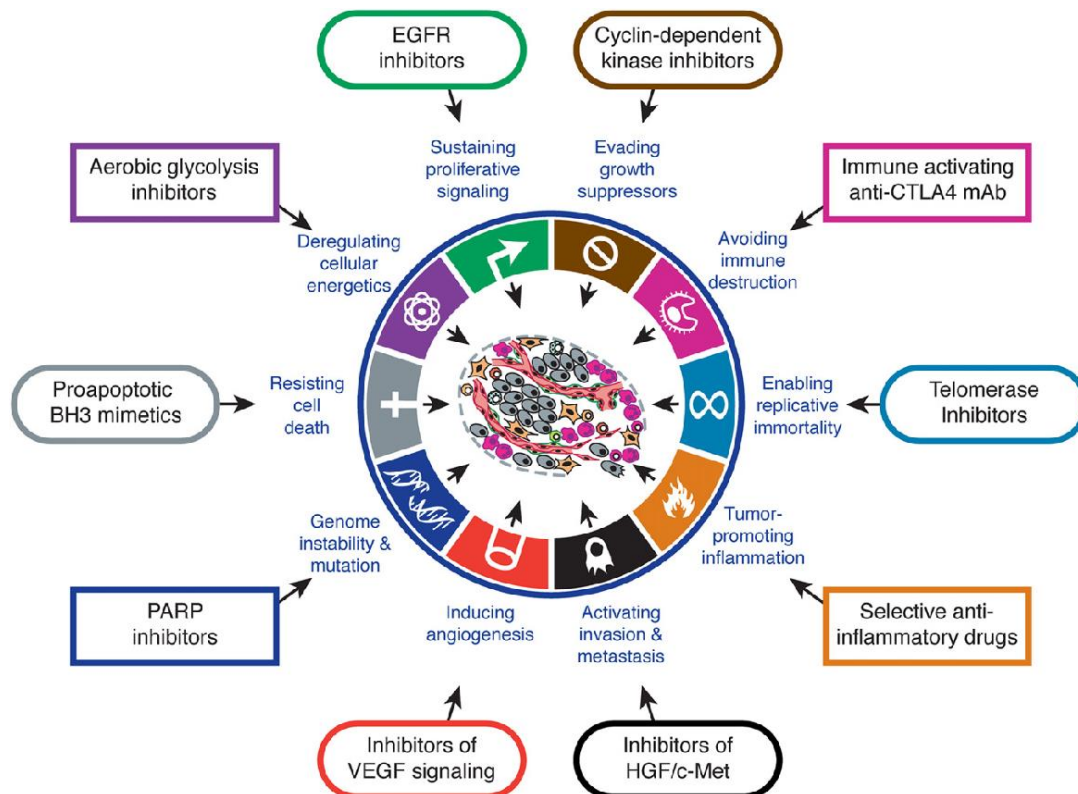 EGFR
inhibitors
Cyclin-dependent
kinase inhibitors
Sustaining
proliferative
signaling
Evading
growth
suppressors
Aerobic glycolysis
inhibitors
Immune activating
anti-CTLA4 mAb
Deregulating
cellular
energetics
Avoiding
immune
destruction
Proapoptotic
BH3 mimetics
Resisting
cell
death
Enabling
replicative
immortality
Telomerase
Inhibitors
Genome
instability &
mutation
Tumor-
promoting
inflammation
PARP
inhibitors
Inducing
angiogenesis
Activating
invasion &
metastasis
Selective anti-
inflammatory drugs
Inhibitors of
VEGF signaling
Inhibitors of
HGF/c-Met